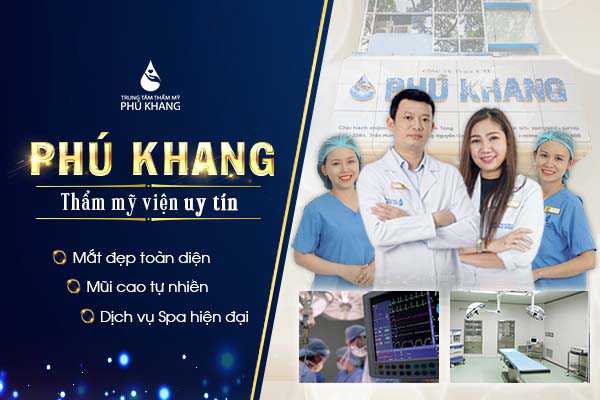 TRUNG TÂM THẨM MỸ
PHÚ KHANG
PHÚ KHANG
Thẩm mỹ viện uy tín
Mắt đẹp toàn diện
Mũi cao tự nhiên
Dịch vụ Spa hiện đại
PHÚ KHANG